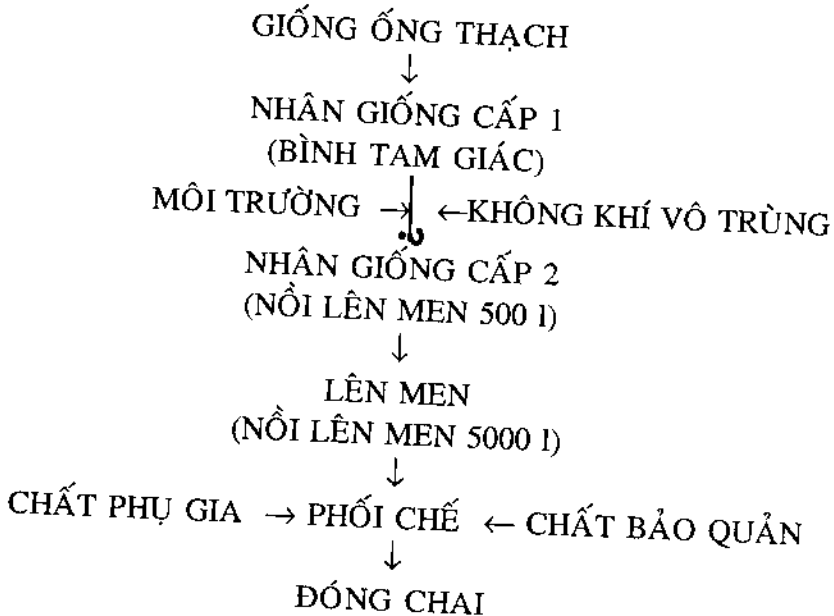 GIỐNG ỐNG THẠCH
↓
NHÂN GIỐNG CẤP 1
(BÌNH TAM GIÁC)
MÔI TRƯỜNG → ←KHÔNG KHÍ VÔ TRÙNG
NHÂN GIỐNG CẤP 2
(NỒI LÊN MEN 500 l)
↓
LÊN MEN
(NỒI LÊN MEN 5000 l)
↓
CHẤT PHỤ GIA → PHỐI CHẾ ← CHẤT BẢO QUẢN
↓
ĐÓNG CHAI